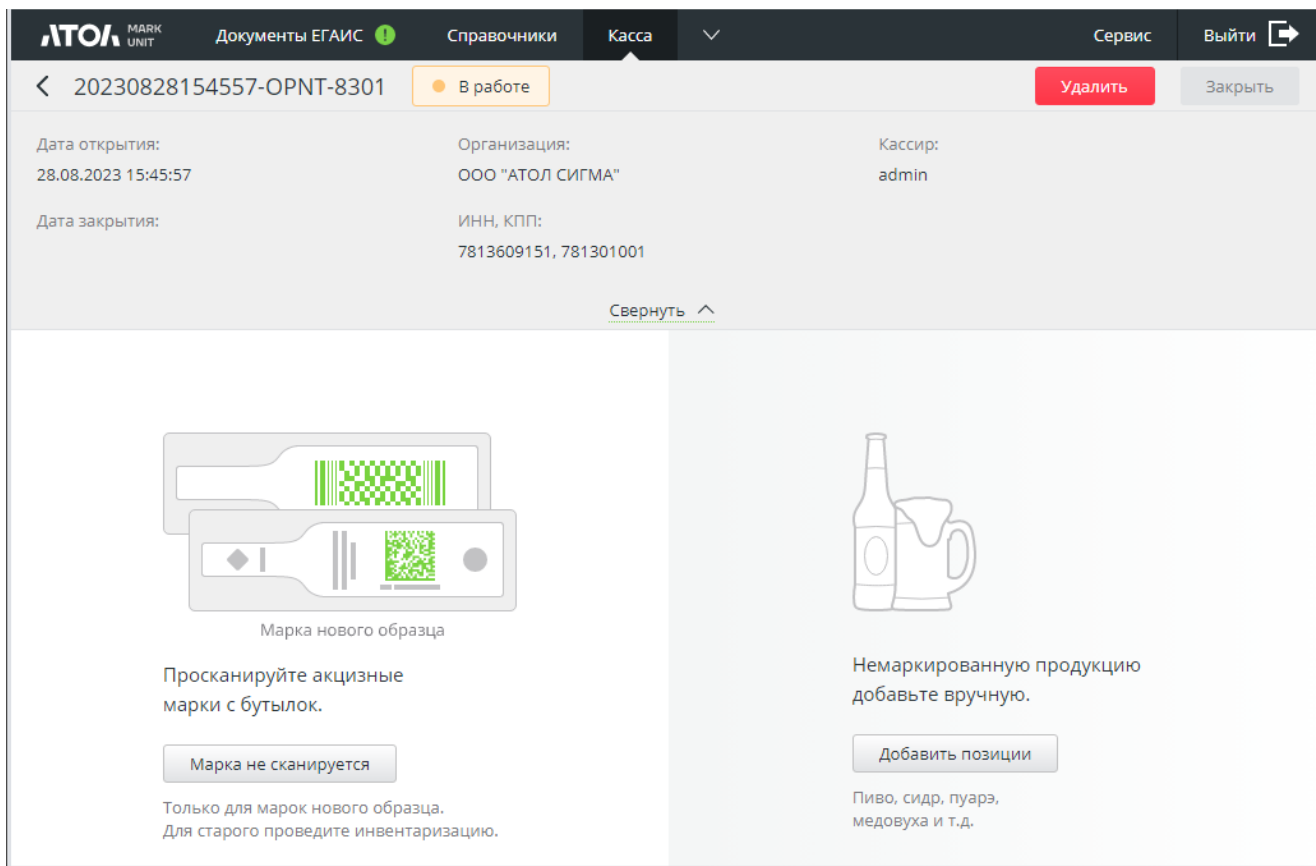 АТОЛ MARK UNIT Документы ЕГАИС ! Справочники Касса Сервис Выйти
20230828154557-OPNT-8301 В работе Удалить Закрыть
Дата открытия: Организация: Кассир:
28.08.2023 15:45:57 ООО "АТОЛ СИГМА" admin
Дата закрытия: ИНН, КПП:
7813609151, 781301001
Свернуть
Марка нового образца
Просканируйте акцизные
марки с бутылок.
Марка не сканируется
Только для марок нового образца.
Для старого проведите инвентаризацию.
Немаркированную продукцию
добавьте вручную.
Добавить позиции
Пиво, сидр, пуарэ,
медовуха и т.д.